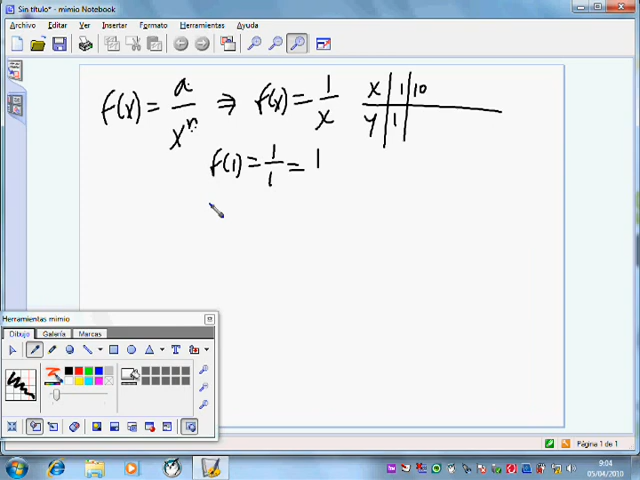 Sin título* - mimio Notebook
Archivo Editar Ver Insertar Formato Herramientas Ayuda
f(x) = a / x^n ⇒ f(x) = 1 / x
x | 1 | 10
y | 1 |
f(1) = 1/1 = 1
Herramientas mimio
Dibujo Galería Marcas
T
Página 1 de 1
9:04
05/04/2010